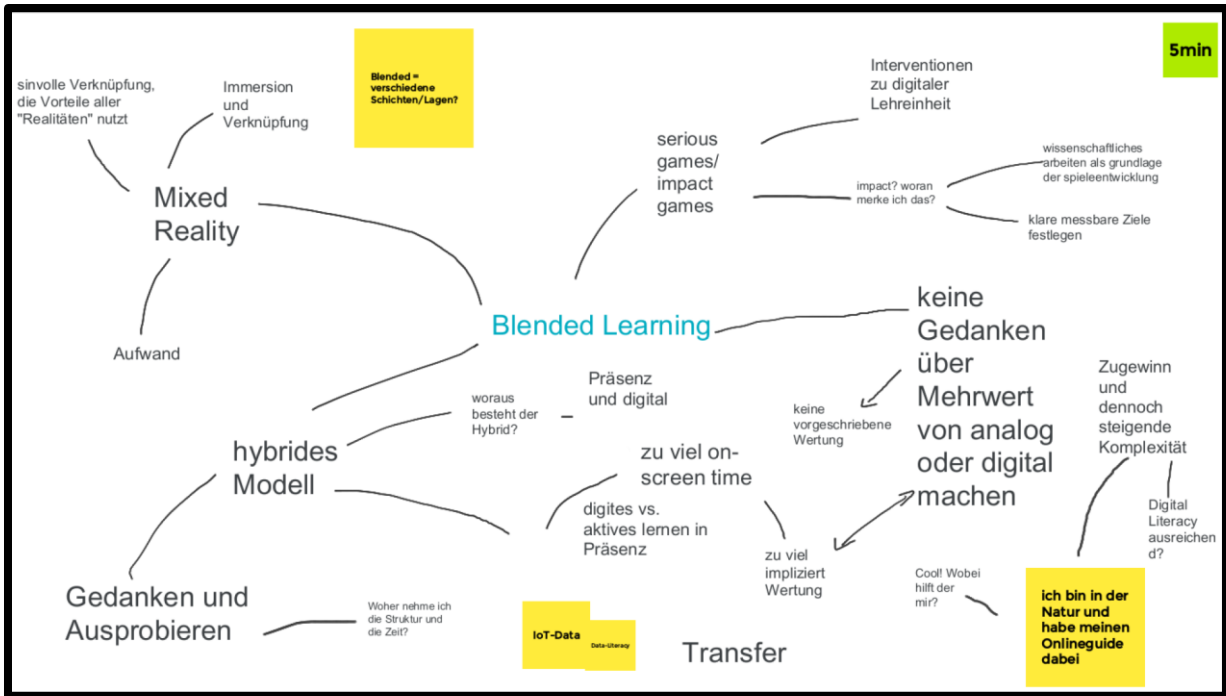 sinvolle Verknüpfung,
die Vorteile aller
"Realitäten" nutzt
Immersion
und
Verknüpfung
Blended =
verschiedene
Schichten/Lagen?
Mixed
Reality
Aufwand
5min
Interventionen
zu digitaler
Lehreinheit
serious
games/
impact
games
impact? woran
merke ich das?
wissenschaftliches
arbeiten als grundlage
der spieleentwicklung
klare messbare Ziele
festlegen
Blended Learning
keine
Gedanken
über
Mehrwert
von analog
oder digital
machen
keine
vorgeschriebene
Wertung
Zugewinn
und
dennoch
steigende
Komplexität
Digital
Literacy
ausreichen
d?
Präsenz
und digital
woraus
besteht der
Hybrid?
hybrides
Modell
zu viel on-
screen time
digites vs.
aktives lernen in
Präsenz
zu viel
impliziert
Wertung
Gedanken und
Ausprobieren
Woher nehme ich
die Struktur und
die Zeit?
IoT-Data
Data-Literacy
Transfer
Cool! Wobei
hilft der
mir?
ich bin in der
Natur und
habe meinen
Onlineguide
dabei